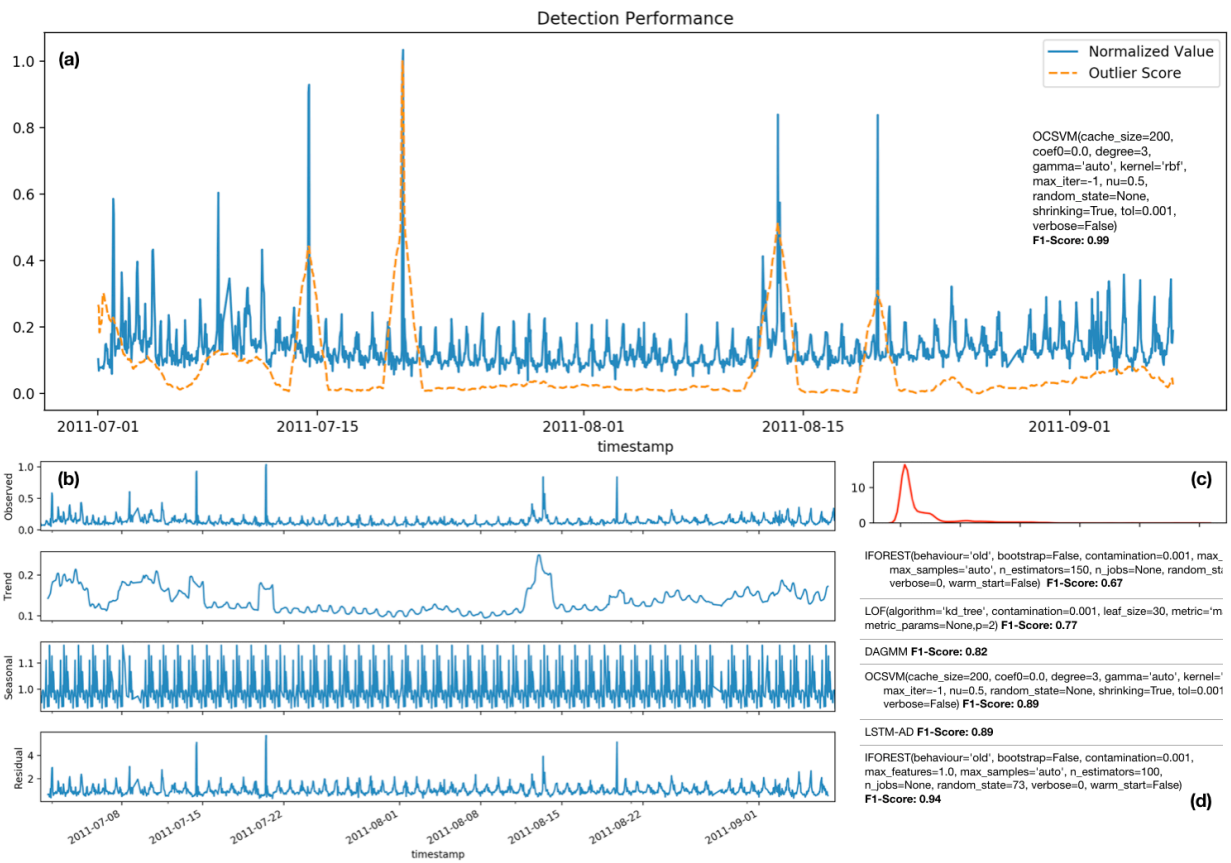 Detection Performance
(a)
Normalized Value
Outlier Score
OCSVM(cache_size=200,
coef0=0.0, degree=3,
gamma='auto', kernel='rbf',
max_iter=-1, nu=0.5,
random_state=None,
shrinking=True, tol=0.001,
verbose=False)
F1-Score: 0.99
1.0
0.8
0.6
0.4
0.2
0.0
2011-07-01
2011-07-15
2011-08-01
2011-08-15
2011-09-01
timestamp
(b)
Observed
1.0
0.5
0.0
Trend
0.2
0.1
Seasonal
1.1
1.0
Residual
4
2
2011-07-08
2011-07-15
2011-07-22
2011-08-01
2011-08-08
2011-08-15
2011-08-22
2011-09-01
timestamp
(c)
10
0
IFOREST(behaviour='old', bootstrap=False, contamination=0.001, max_
max_samples='auto', n_estimators=150, n_jobs=None, random_sta
verbose=0, warm_start=False) F1-Score: 0.67
LOF(algorithm='kd_tree', contamination=0.001, leaf_size=30, metric='m
metric_params=None,p=2) F1-Score: 0.77
DAGMM F1-Score: 0.82
OCSVM(cache_size=200, coef0=0.0, degree=3, gamma='auto', kernel='
max_iter=-1, nu=0.5, random_state=None, shrinking=True, tol=0.001
verbose=False) F1-Score: 0.89
LSTM-AD F1-Score: 0.89
IFOREST(behaviour='old', bootstrap=False, contamination=0.001,
max_features=1.0, max_samples='auto', n_estimators=100,
n_jobs=None, random_state=73, verbose=0, warm_start=False)
F1-Score: 0.94
(d)